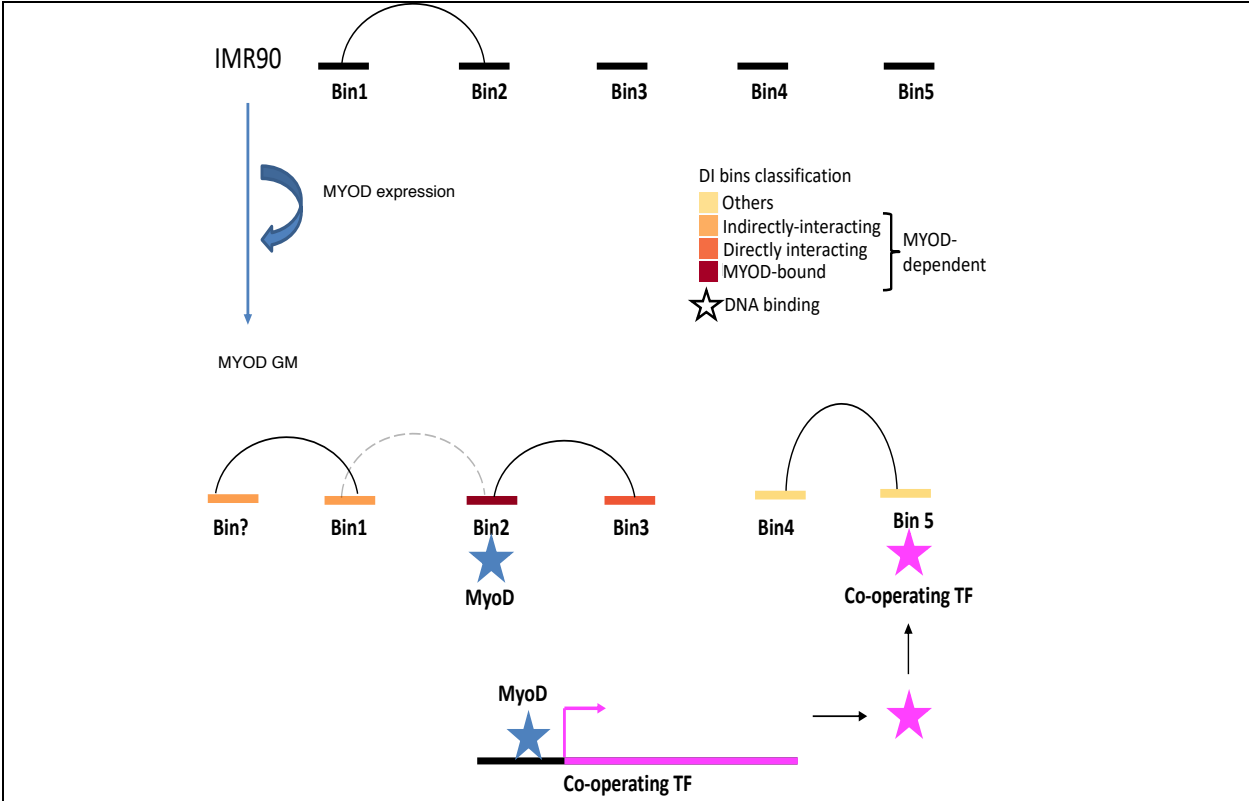 IMR90
Bin1
Bin2
Bin3
Bin4
Bin5
MYOD expression
DI bins classification
Others
Indirectly-interacting
Directly interacting
MYOD-bound
MYOD-
dependent
DNA binding
MYOD GM
Bin?
Bin1
Bin2
Bin3
Bin4
Bin 5
MyoD
Co-operating TF
MyoD
Co-operating TF